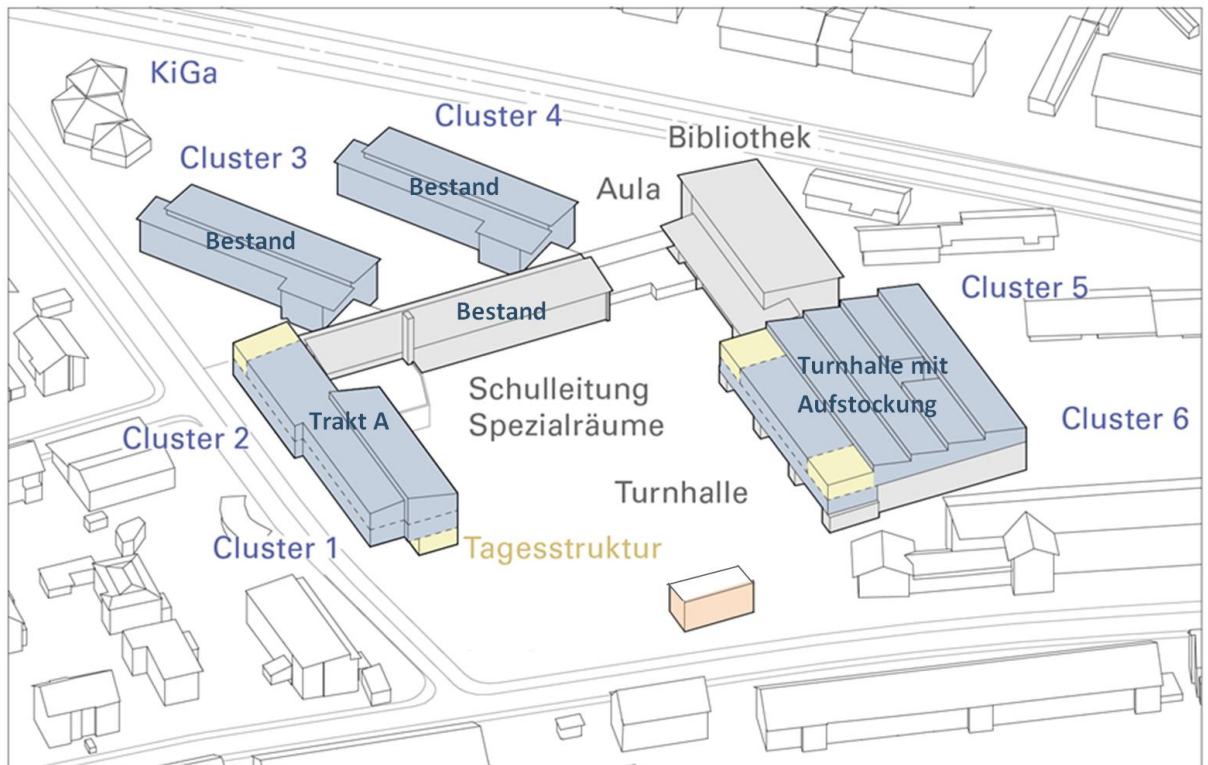 KiGa
Cluster 4
Cluster 3
Bibliothek
Aula
Bestand
Bestand
Bestand
Cluster 5
Turnhalle mit
Aufstockung
Schulleitung
Spezialräume
Trakt A
Cluster 2
Cluster 6
Turnhalle
Cluster 1
Tagesstruktur